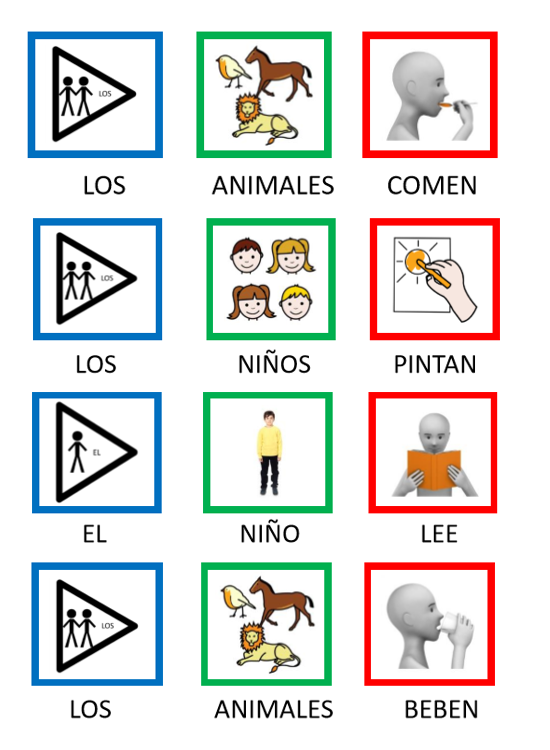 LOS
LOS ANIMALES COMEN
LOS
LOS NIÑOS PINTAN
EL
EL NIÑO LEE
LOS
LOS ANIMALES BEBEN